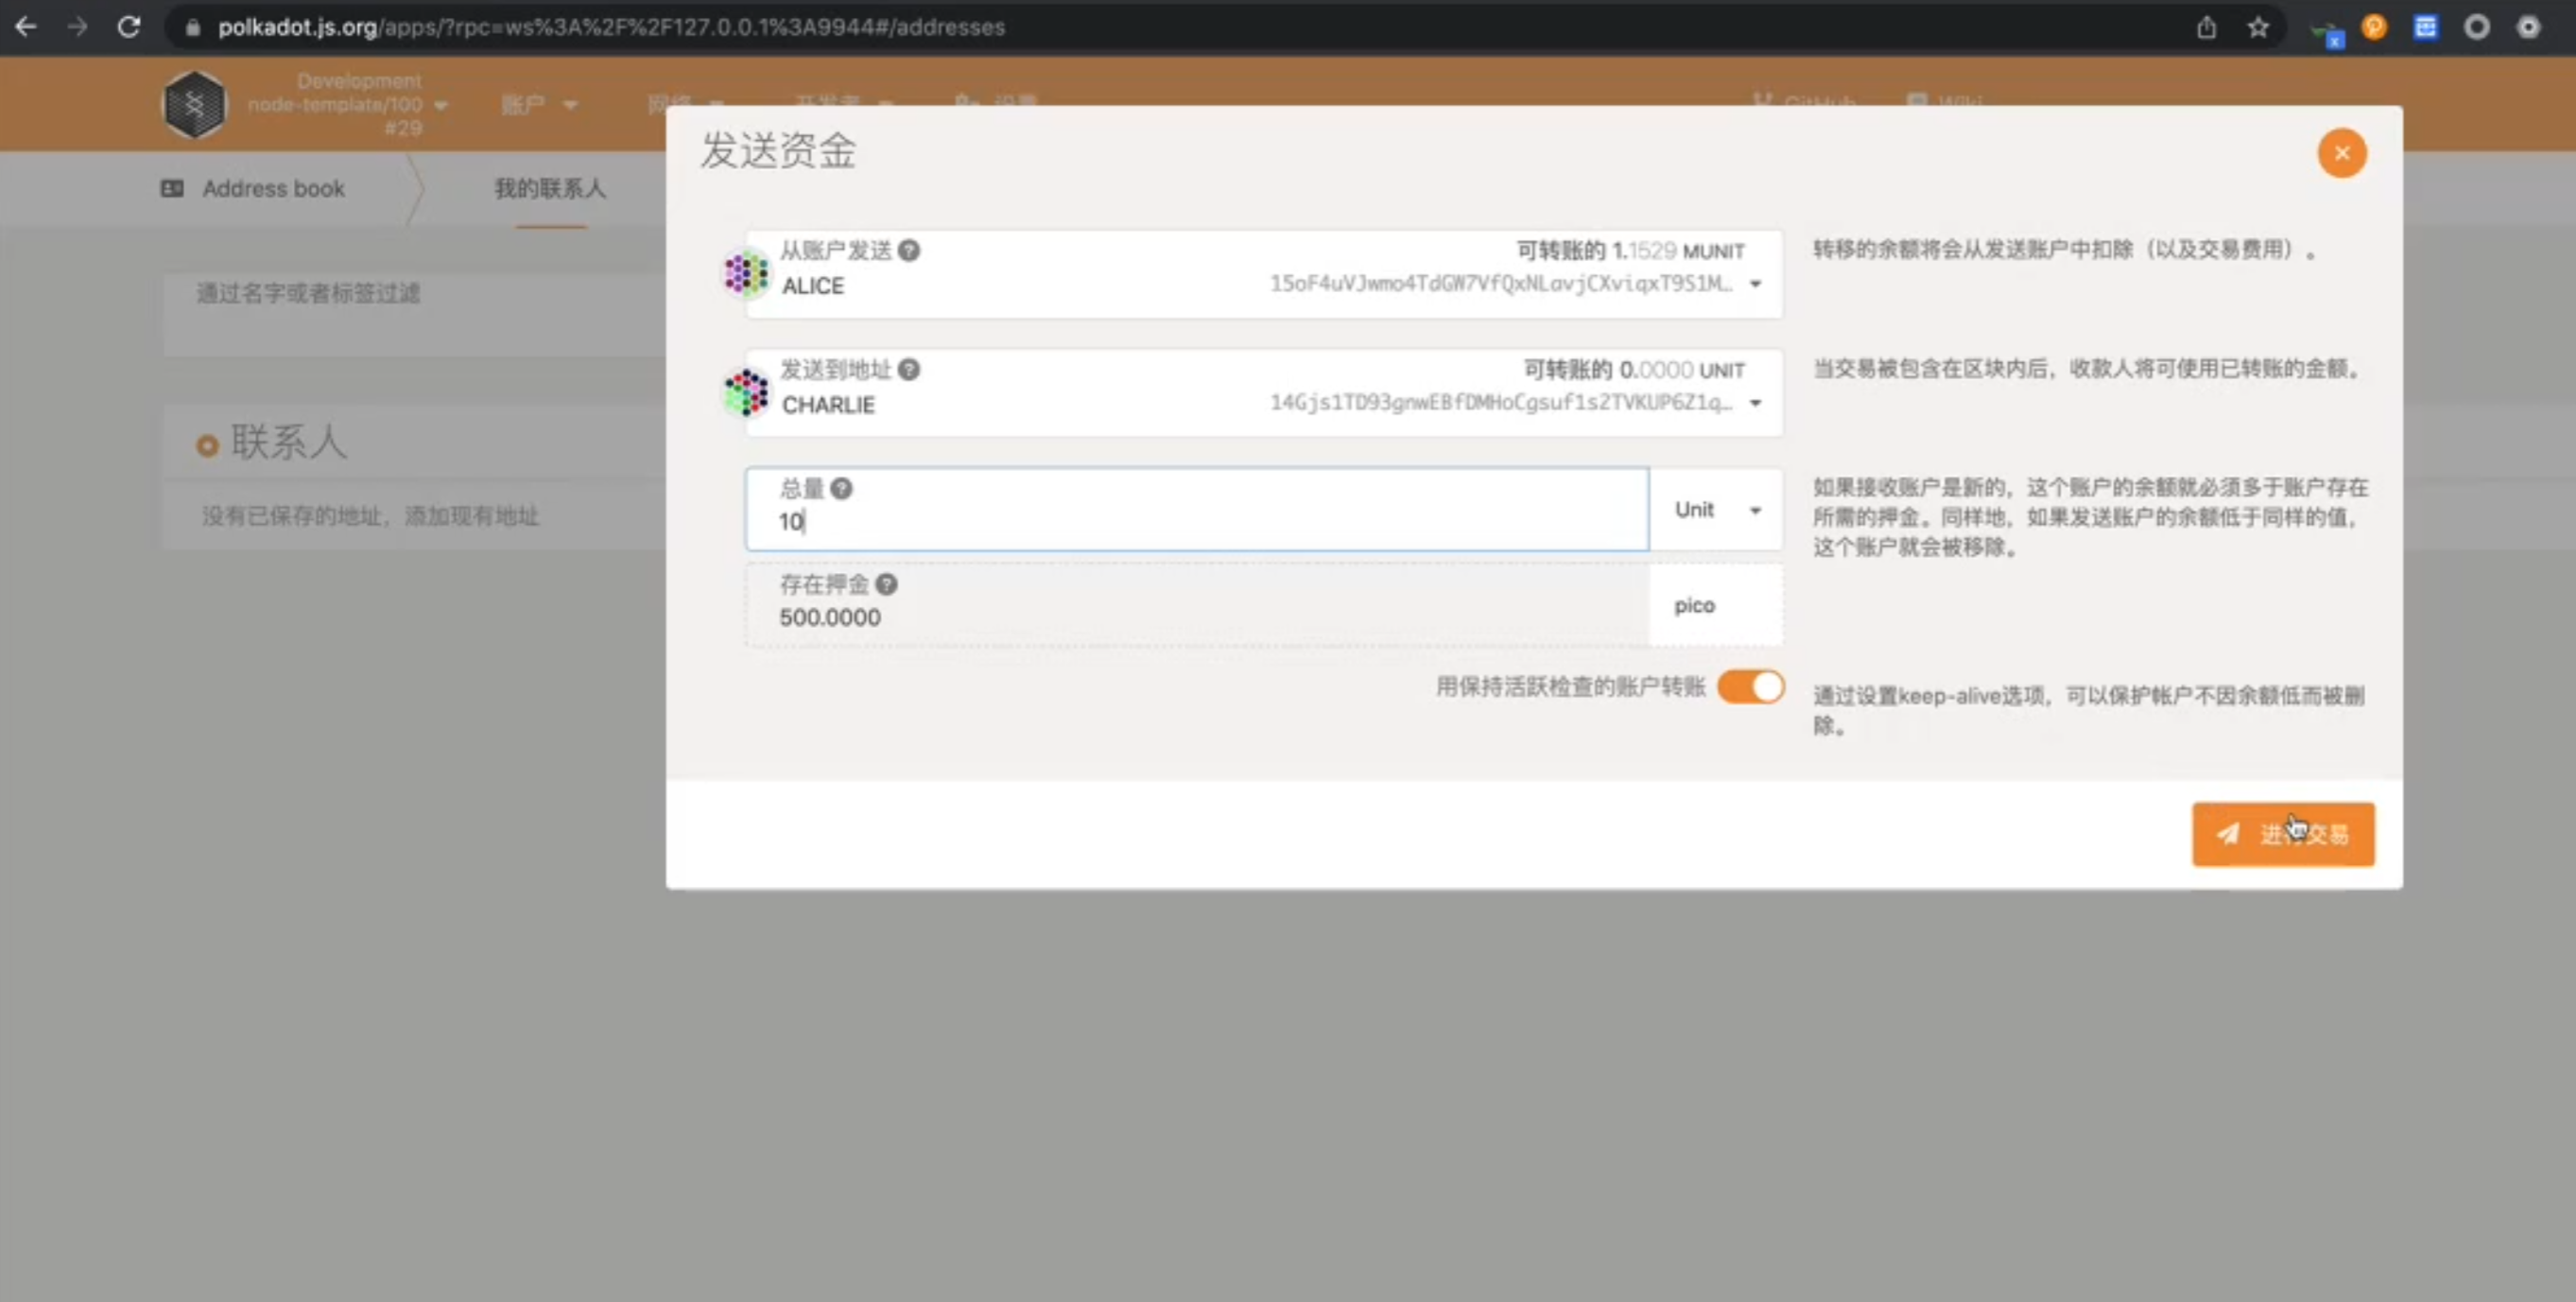 polkadot.js.org/apps/?rpc=ws%3A%2F%2F127.0.0.1%3A9944#/addresses
Development
node-template/100
#29
账户
网络
开发者
设置
GitHub
Wiki
Address book
我的联系人
通过名字或者标签过滤
联系人
没有已保存的地址，添加现有地址
发送资金
从账户发送
可转账的 1.1529 MUNIT
ALICE
15oF4uVJwmo4TdGW7VfQxNLavjCXviqxT9S1M…
转移的余额将会从发送账户中扣除（以及交易费用）。
发送到地址
可转账的 0.0000 UNIT
CHARLIE
14Gjs1TD93gnwEBfDMHoCgsuf1s2TVKUP6Z1q…
当交易被包含在区块内后，收款人将可使用已转账的金额。
总量
10
Unit
如果接收账户是新的，这个账户的余额就必须多于账户存在
所需的押金。同样地，如果发送账户的余额低于同样的值，
这个账户就会被移除。
存在押金
500.0000
pico
用保持活跃检查的账户转账
通过设置keep-alive选项，可以保护帐户不因余额低而被删
除。
进行交易